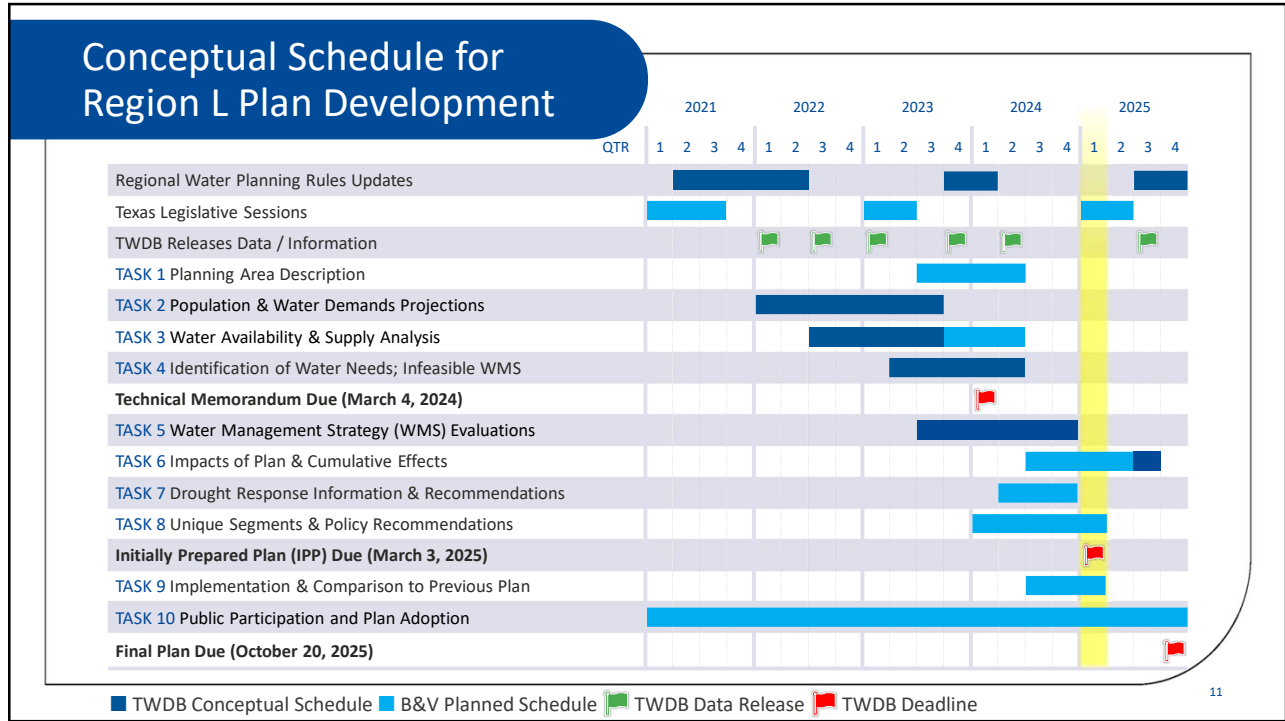 Conceptual Schedule for
Region L Plan Development
2021 2022 2023 2024 2025
QTR 1 2 3 4 1 2 3 4 1 2 3 4 1 2 3 4 1 2 3 4
Regional Water Planning Rules Updates
Texas Legislative Sessions
TWDB Releases Data / Information
TASK 1 Planning Area Description
TASK 2 Population & Water Demands Projections
TASK 3 Water Availability & Supply Analysis
TASK 4 Identification of Water Needs; Infeasible WMS
Technical Memorandum Due (March 4, 2024)
TASK 5 Water Management Strategy (WMS) Evaluations
TASK 6 Impacts of Plan & Cumulative Effects
TASK 7 Drought Response Information & Recommendations
TASK 8 Unique Segments & Policy Recommendations
Initially Prepared Plan (IPP) Due (March 3, 2025)
TASK 9 Implementation & Comparison to Previous Plan
TASK 10 Public Participation and Plan Adoption
Final Plan Due (October 20, 2025)
TWDB Conceptual Schedule B&V Planned Schedule TWDB Data Release TWDB Deadline
11